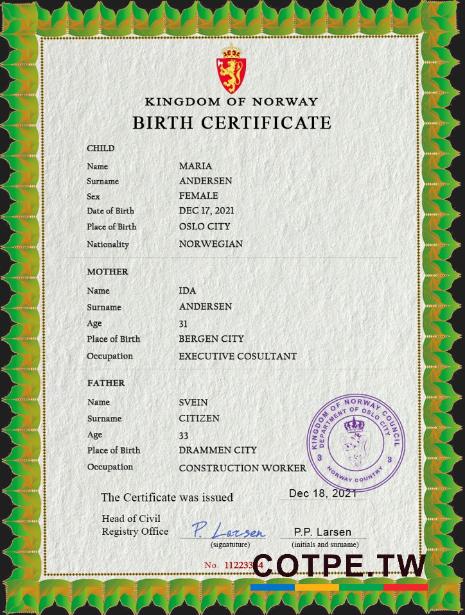 KINGDOM OF NORWAY
BIRTH CERTIFICATE
CHILD
Name MARIA
Surname ANDERSEN
Sex FEMALE
Date of Birth DEC 17, 2021
Place of Birth OSLO CITY
Nationality NORWEGIAN
MOTHER
Name IDA
Surname ANDERSEN
Age 31
Place of Birth BERGEN CITY
Occupation EXECUTIVE COSULTANT
FATHER
Name SVEIN
Surname CITIZEN
Age 33
Place of Birth DRAMMEN CITY
Occupation CONSTRUCTION WORKER
KINGDOM OF NORWAY COUNCIL
DEPARTMENT OF OSLO CITY
3 3
NORWAY COUNTRY
The Certificate was issued Dec 18, 2021
Head of Civil
Registry Office P. Larsen P.P. Larsen
(signatuture) (initials and surname)
No. 11223344
COTPE.TW